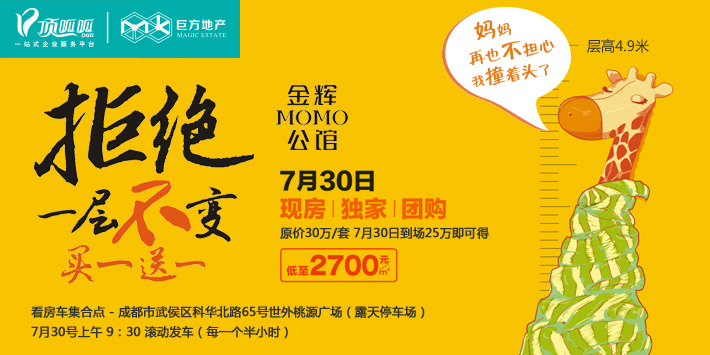 顶呱呱
DGG
一站式企业服务平台
巨方地产
MAGIC ESTATE
妈妈
再也不担心
我撞着头了
层高4.9米
拒绝
一层不变
买一送一
金辉
MOMO
公馆
7月30日
现房|独家|团购
原价30万/套 7月30日到场25万即可得
低至2700元/m²
看房车集合点 - 成都市武侯区科华北路65号世外桃源广场（露天停车场）
7月30号上午 9：30 滚动发车（每一个半小时）